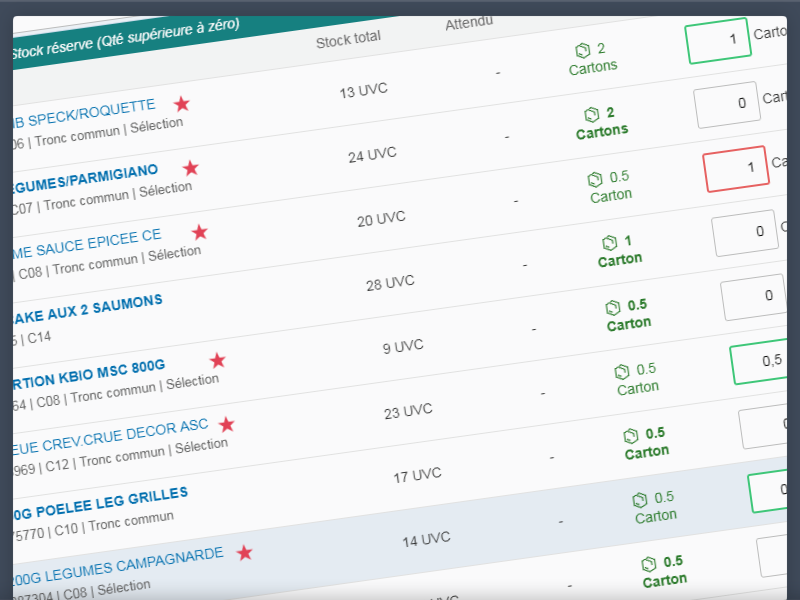 Stock réserve (Qté supérieure à zéro)
Stock total
Attendu
IB SPECK/ROQUETTE
06 | Tronc commun | Sélection
13 UVC
-
2
Cartons
1
Carto
EGUMES/PARMIGIANO
C07 | Tronc commun | Sélection
24 UVC
-
2
Cartons
0
Cart
ME SAUCE EPICEE CE
| C08 | Tronc commun | Sélection
20 UVC
-
0.5
Carton
1
Ca
AKE AUX 2 SAUMONS
| C14
28 UVC
-
1
Carton
0
RTION KBIO MSC 800G
64 | C08 | Tronc commun | Sélection
9 UVC
-
0.5
Carton
0
EUE CREV.CRUE DECOR ASC
969 | C12 | Tronc commun | Sélection
23 UVC
-
0.5
Carton
0,5
0G POELEE LEG GRILLES
75770 | C10 | Tronc commun
17 UVC
-
0.5
Carton
200G LEGUMES CAMPAGNARDE
87304 | C08 | Sélection
14 UVC
-
0.5
Carton
0
-
0.5
Carton